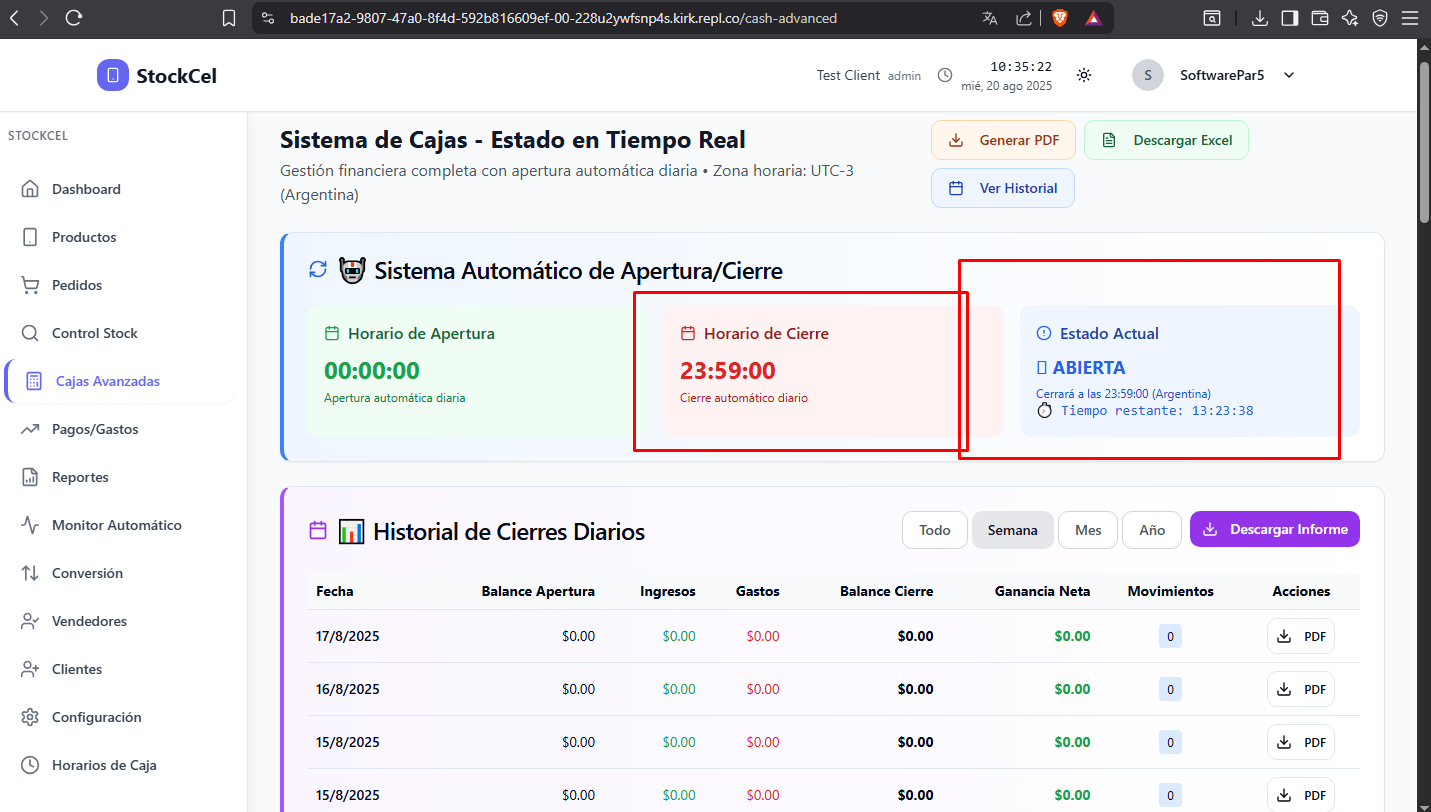 bade17a2-9807-47a0-8f4d-592b816609ef-00-228u2ywfsnp4s.kirk.repl.co/cash-advanced
StockCel
Test Client admin
10:35:22
mié, 20 ago 2025
S
SoftwarePar5
STOCKCEL
Dashboard
Productos
Pedidos
Control Stock
Cajas Avanzadas
Pagos/Gastos
Reportes
Monitor Automático
Conversión
Vendedores
Clientes
Configuración
Horarios de Caja
Sistema de Cajas - Estado en Tiempo Real
Gestión financiera completa con apertura automática diaria • Zona horaria: UTC-3
(Argentina)
Generar PDF
Descargar Excel
Ver Historial
Sistema Automático de Apertura/Cierre
Horario de Apertura
00:00:00
Apertura automática diaria
Horario de Cierre
23:59:00
Cierre automático diario
Estado Actual
ABIERTA
Cerrará a las 23:59:00 (Argentina)
Tiempo restante: 13:23:38
Historial de Cierres Diarios
Todo
Semana
Mes
Año
Descargar Informe
Fecha Balance Apertura Ingresos Gastos Balance Cierre Ganancia Neta Movimientos Acciones
17/8/2025 $0.00 $0.00 $0.00 $0.00 $0.00 0 PDF
16/8/2025 $0.00 $0.00 $0.00 $0.00 $0.00 0 PDF
15/8/2025 $0.00 $0.00 $0.00 $0.00 $0.00 0 PDF
15/8/2025 $0.00 $0.00 $0.00 $0.00 $0.00 0 PDF